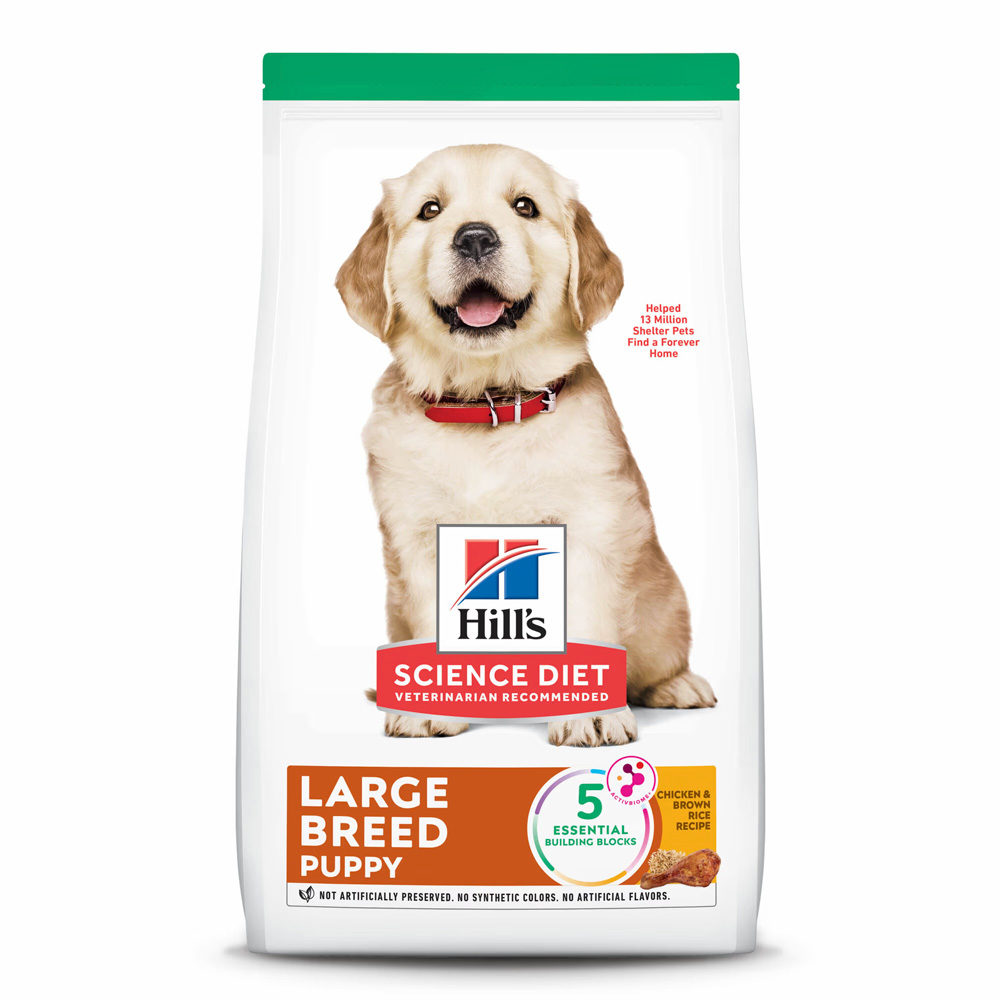 Helped
13 Million
Shelter Pets
Find a Forever
Home
Hill's
SCIENCE DIET
VETERINARIAN RECOMMENDED
LARGE
BREED
PUPPY
5
ESSENTIAL
BUILDING BLOCKS
ACTIVBIOME+
CHICKEN &
BROWN
RICE
RECIPE
NOT ARTIFICIALLY PRESERVED. NO SYNTHETIC COLORS. NO ARTIFICIAL FLAVORS.